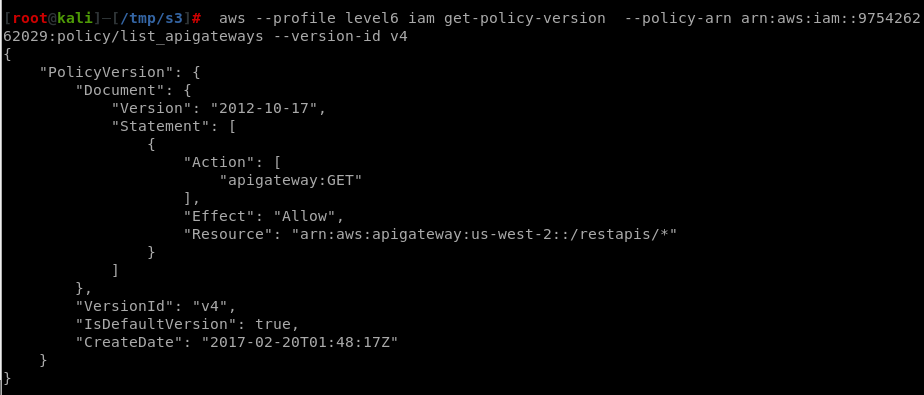 [root@kali]─[/tmp/s3]#  aws --profile level6 iam get-policy-version  --policy-arn arn:aws:iam::9754262
62029:policy/list_apigateways --version-id v4
{
    "PolicyVersion": {
        "Document": {
            "Version": "2012-10-17",
            "Statement": [
                {
                    "Action": [
                        "apigateway:GET"
                    ],
                    "Effect": "Allow",
                    "Resource": "arn:aws:apigateway:us-west-2::/restapis/*"
                }
            ]
        },
        "VersionId": "v4",
        "IsDefaultVersion": true,
        "CreateDate": "2017-02-20T01:48:17Z"
    }
}